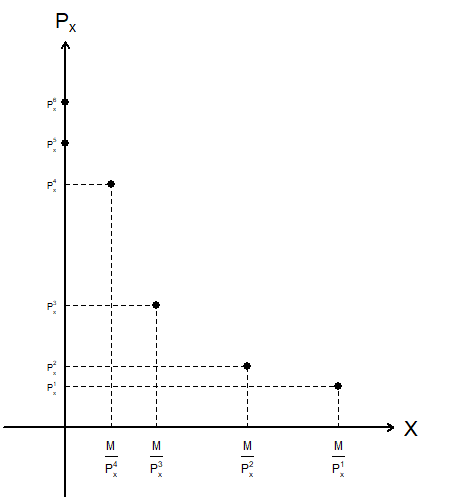 Px
P⁶x
P⁵x
P⁴x
P³x
P²x
P¹x
X
M M M M
P⁴x P³x P²x P¹x